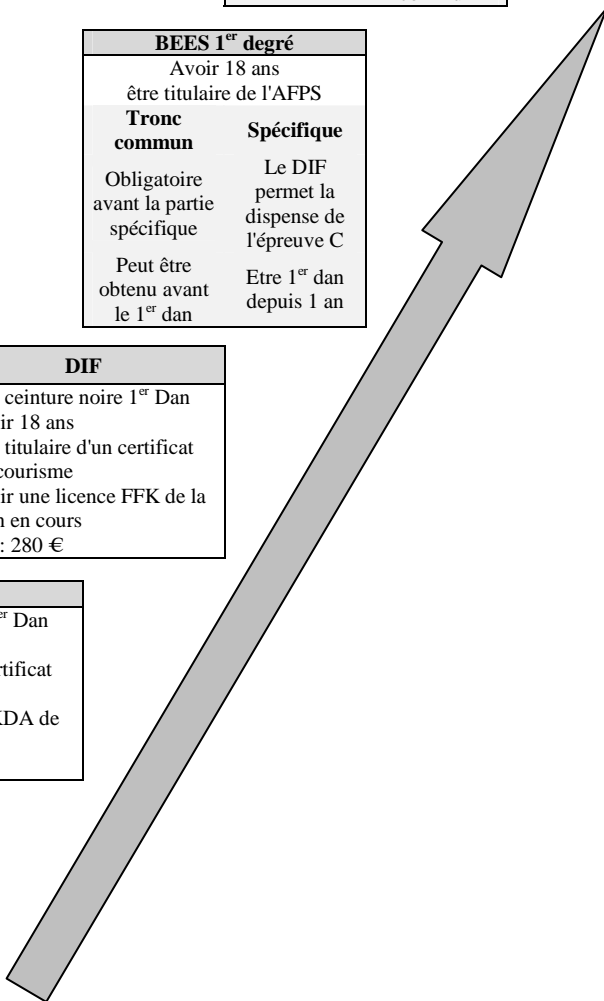 BEES 1er degré
Avoir 18 ans
être titulaire de l'AFPS
Tronc
commun
Obligatoire
avant la partie
spécifique
Peut être
obtenu avant
le 1er dan
Spécifique
Le DIF
permet la
dispense de
l'épreuve C
Etre 1er dan
depuis 1 an
DIF
ceinture noire 1er Dan
ir 18 ans
titulaire d'un certificat
courisme
ir une licence FFK de la
n en cours
: 280 €
er Dan
rtificat
KDA de